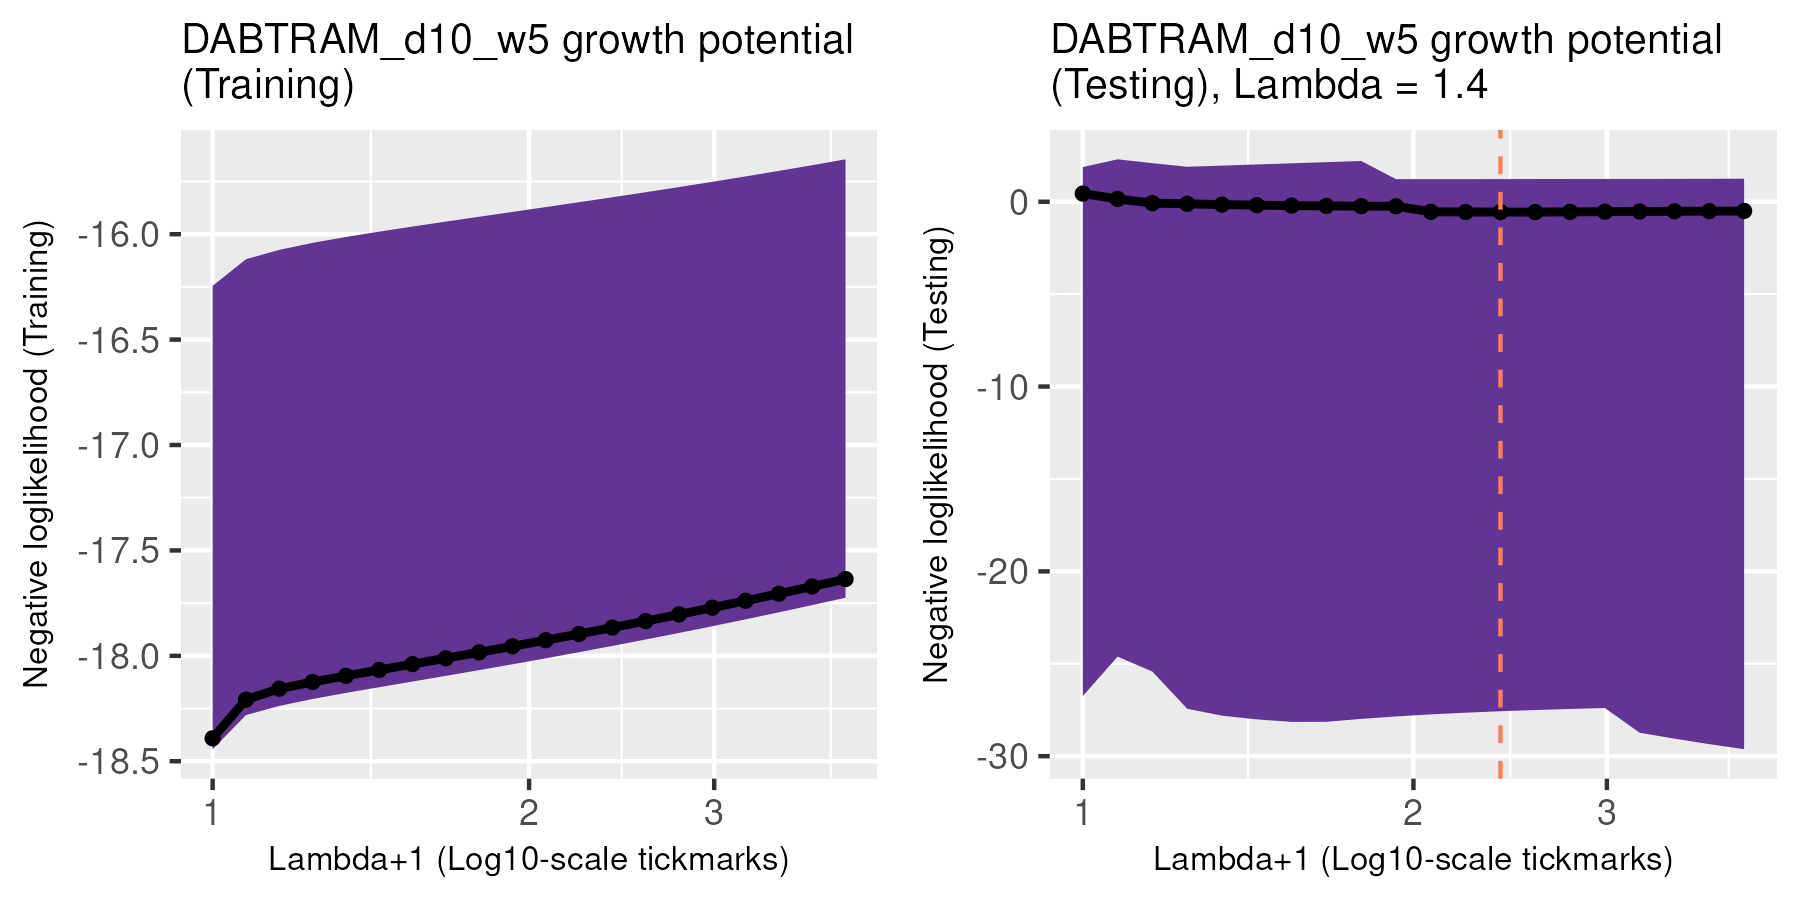 DABTRAM_d10_w5 growth potential
(Training)
Negative loglikelihood (Training)
-16.0
-16.5
-17.0
-17.5
-18.0
-18.5
1
2
3
Lambda+1 (Log10-scale tickmarks)
DABTRAM_d10_w5 growth potential
(Testing), Lambda = 1.4
Negative loglikelihood (Testing)
0
-10
-20
-30
1
2
3
Lambda+1 (Log10-scale tickmarks)